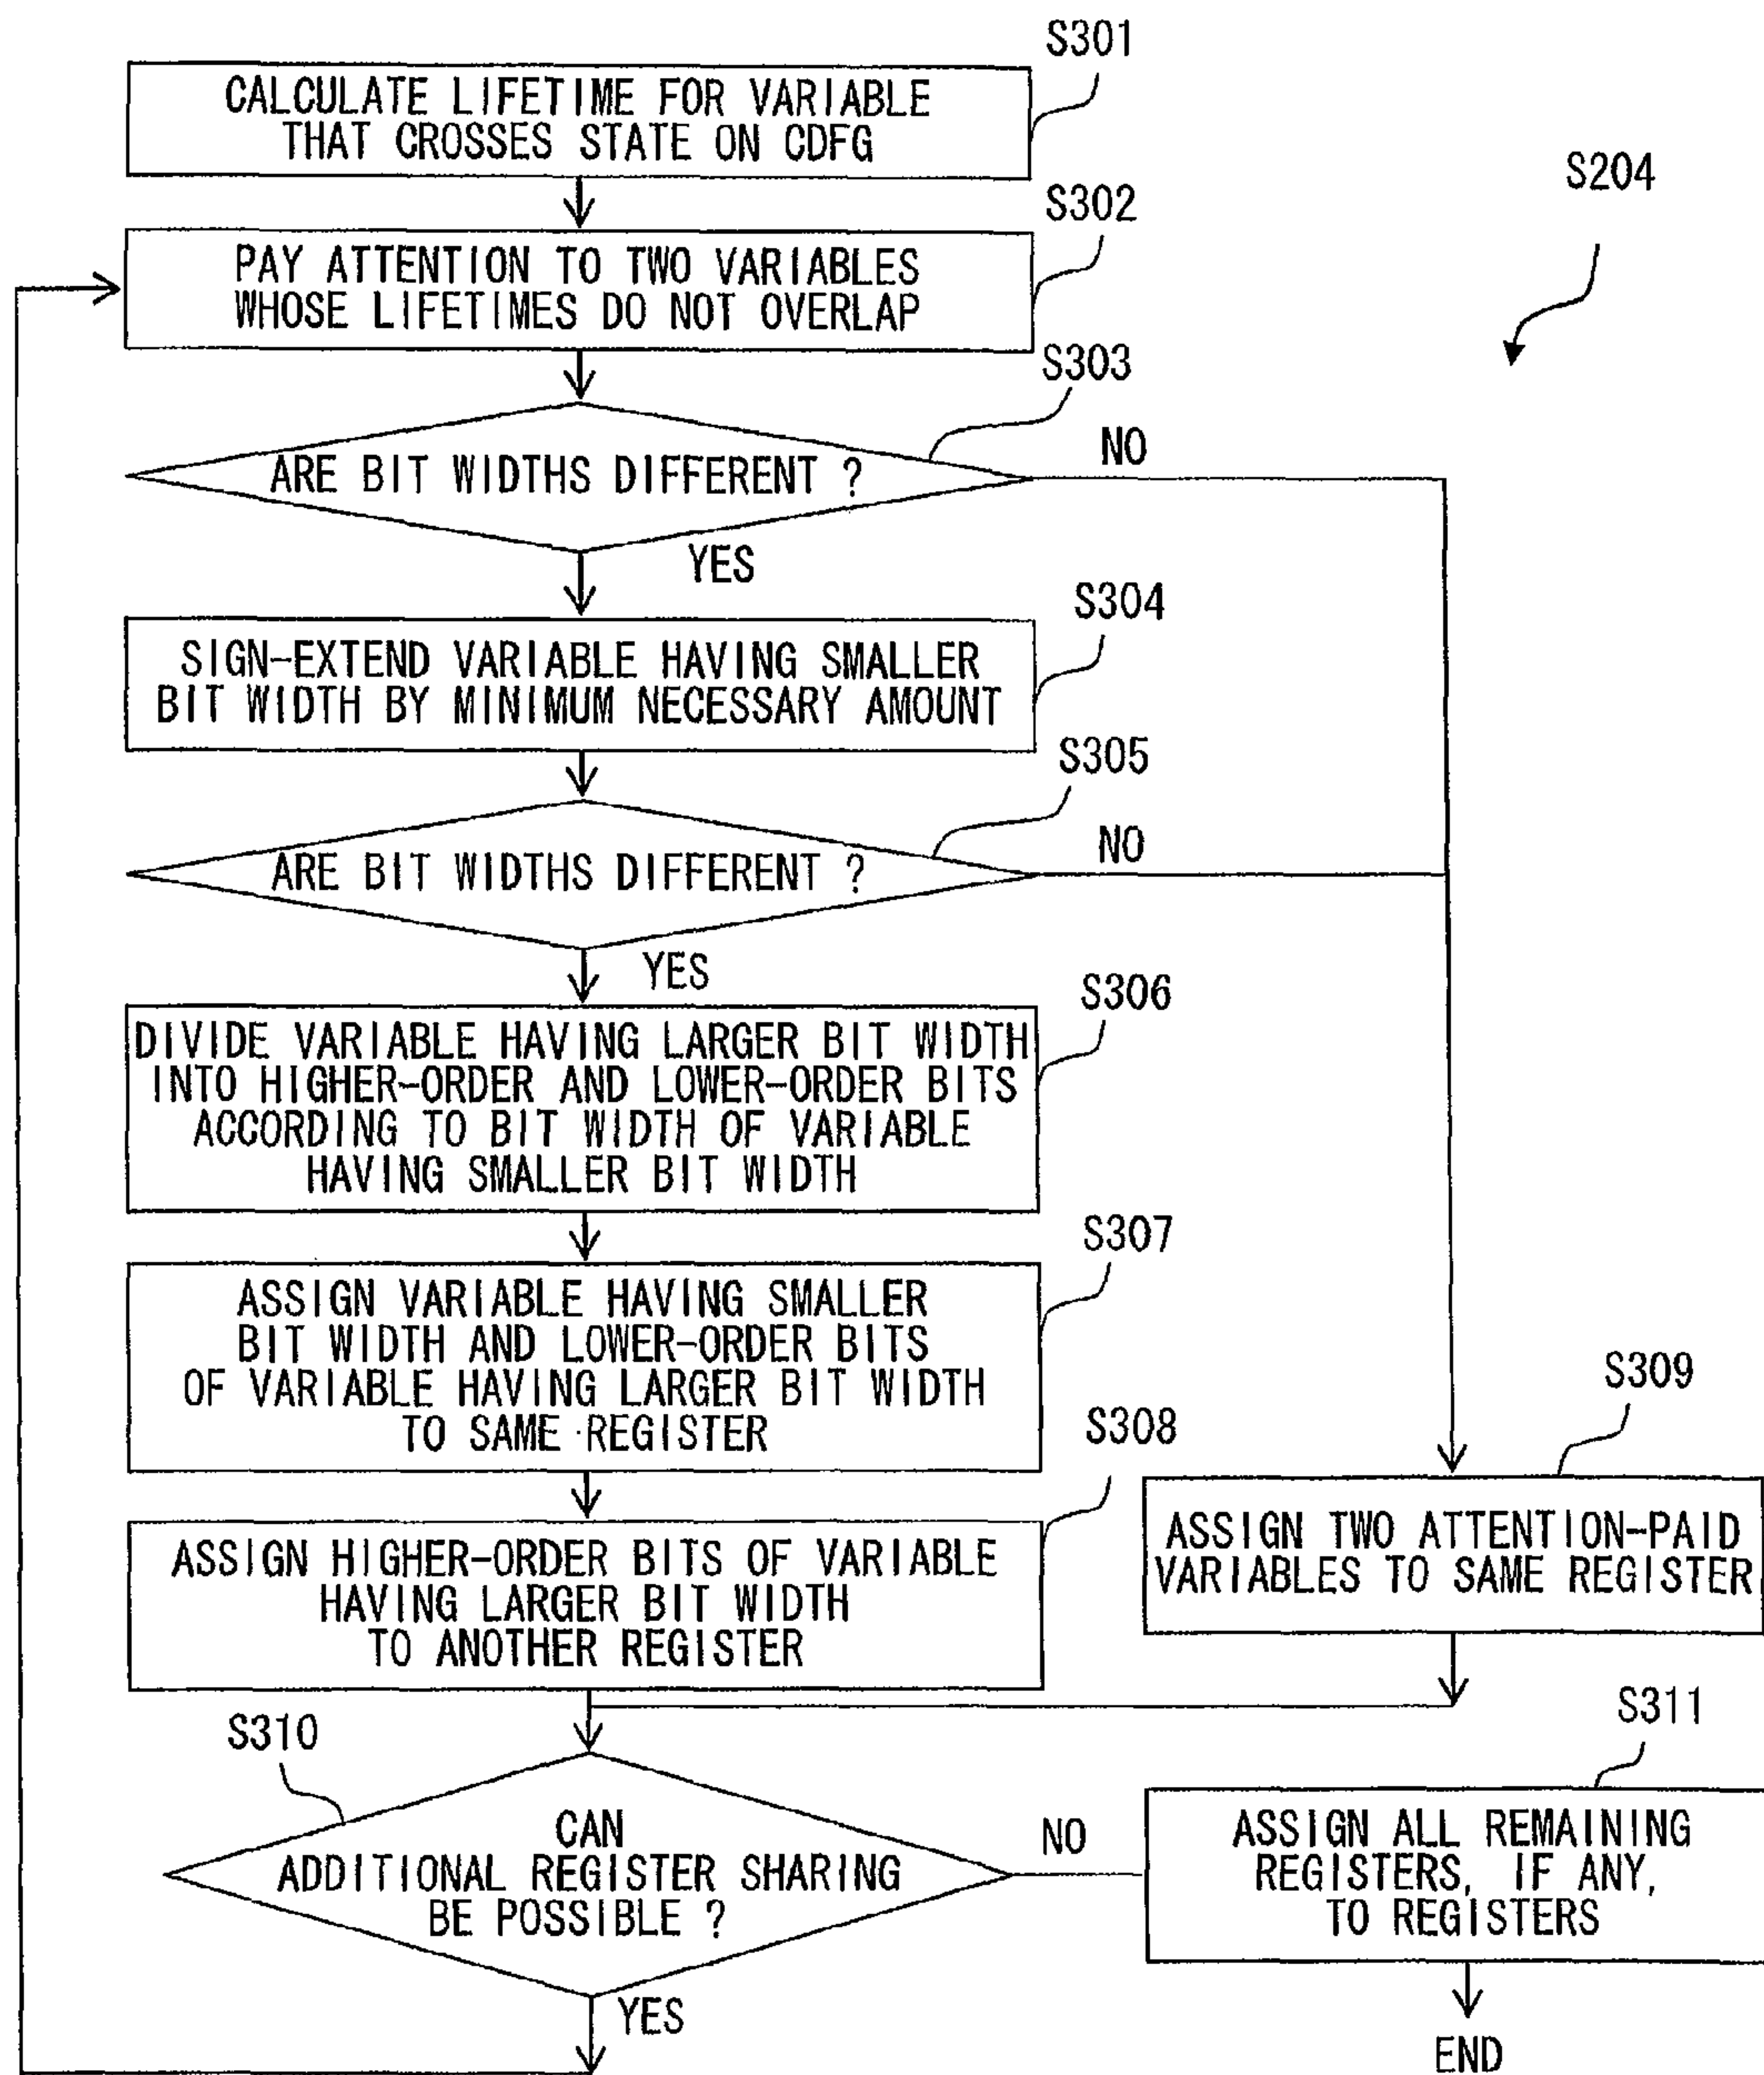 S301
CALCULATE LIFETIME FOR VARIABLE
THAT CROSSES STATE ON CDFG
S204
S302
PAY ATTENTION TO TWO VARIABLES
WHOSE LIFETIMES DO NOT OVERLAP
S303
ARE BIT WIDTHS DIFFERENT ?
NO
YES
S304
SIGN-EXTEND VARIABLE HAVING SMALLER
BIT WIDTH BY MINIMUM NECESSARY AMOUNT
S305
ARE BIT WIDTHS DIFFERENT ?
NO
YES
S306
DIVIDE VARIABLE HAVING LARGER BIT WIDTH
INTO HIGHER-ORDER AND LOWER-ORDER BITS
ACCORDING TO BIT WIDTH OF VARIABLE
HAVING SMALLER BIT WIDTH
S307
ASSIGN VARIABLE HAVING SMALLER
BIT WIDTH AND LOWER-ORDER BITS
OF VARIABLE HAVING LARGER BIT WIDTH
TO SAME REGISTER
S308
ASSIGN HIGHER-ORDER BITS OF VARIABLE
HAVING LARGER BIT WIDTH
TO ANOTHER REGISTER
S309
ASSIGN TWO ATTENTION-PAID
VARIABLES TO SAME REGISTER
S310
CAN
ADDITIONAL REGISTER SHARING
BE POSSIBLE ?
NO
YES
S311
ASSIGN ALL REMAINING
REGISTERS, IF ANY,
TO REGISTERS
END